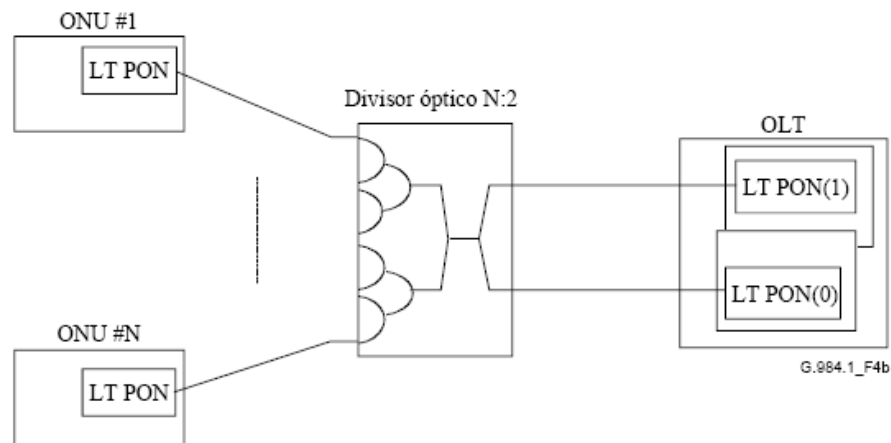 ONU #1
LT PON
Divisor óptico N:2
OLT
LT PON(1)
LT PON(0)
ONU #N
LT PON
G.984.1_F4b